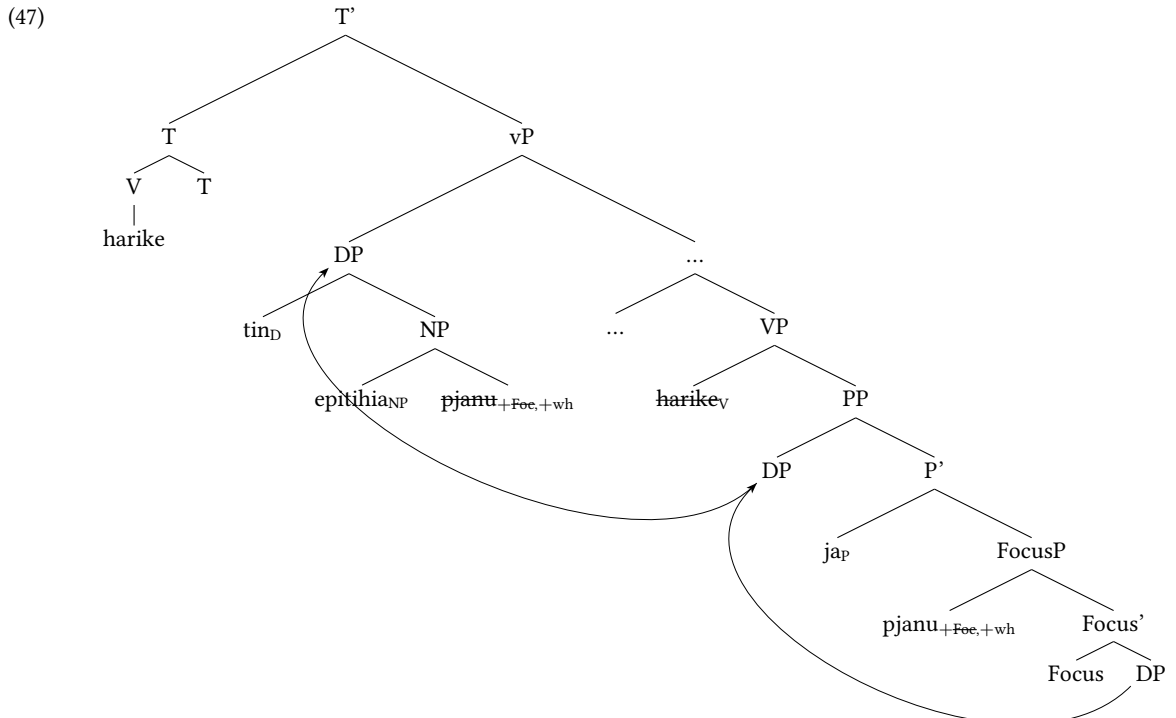 (47)
T’
T vP
V T
harike
DP ...
tin_D NP ... VP
epitihia_NP pjanu_+Foc,+wh harike_V PP
DP P’
ja_P FocusP
pjanu_+Foc,+wh Focus’
Focus DP